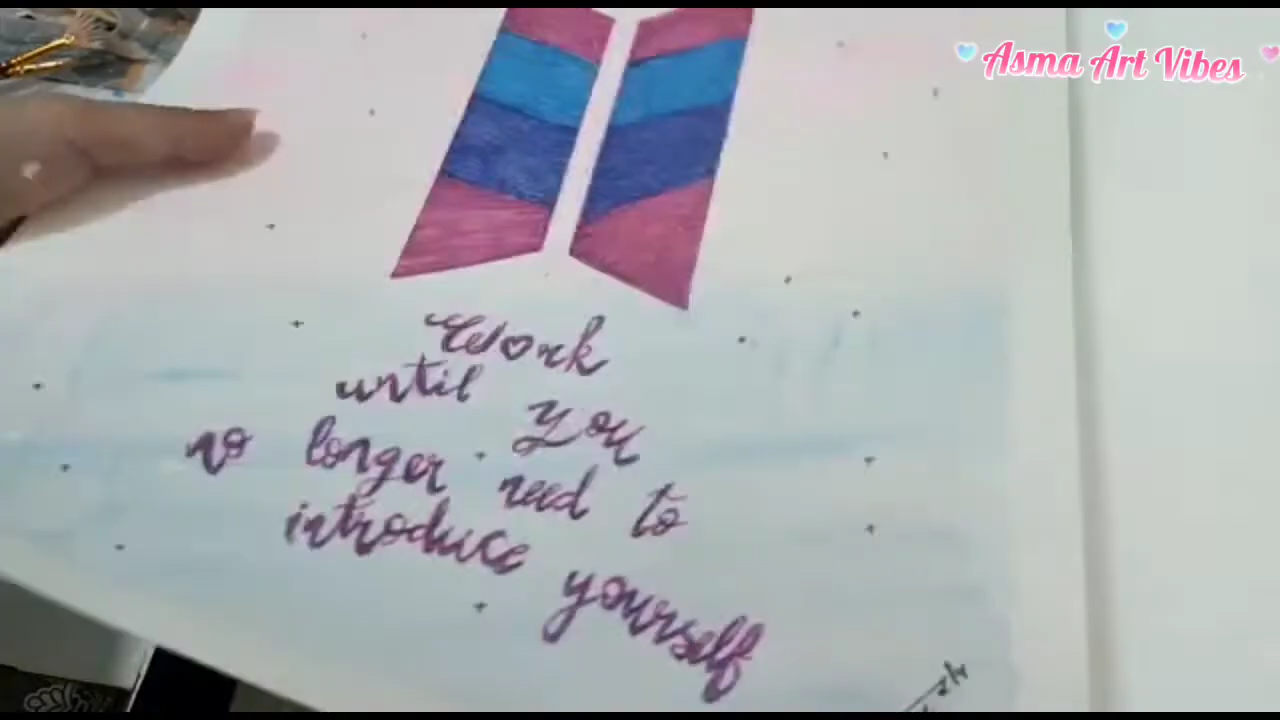 Asma Art Vibes
Work
until you
no longer need to
introduce yourself